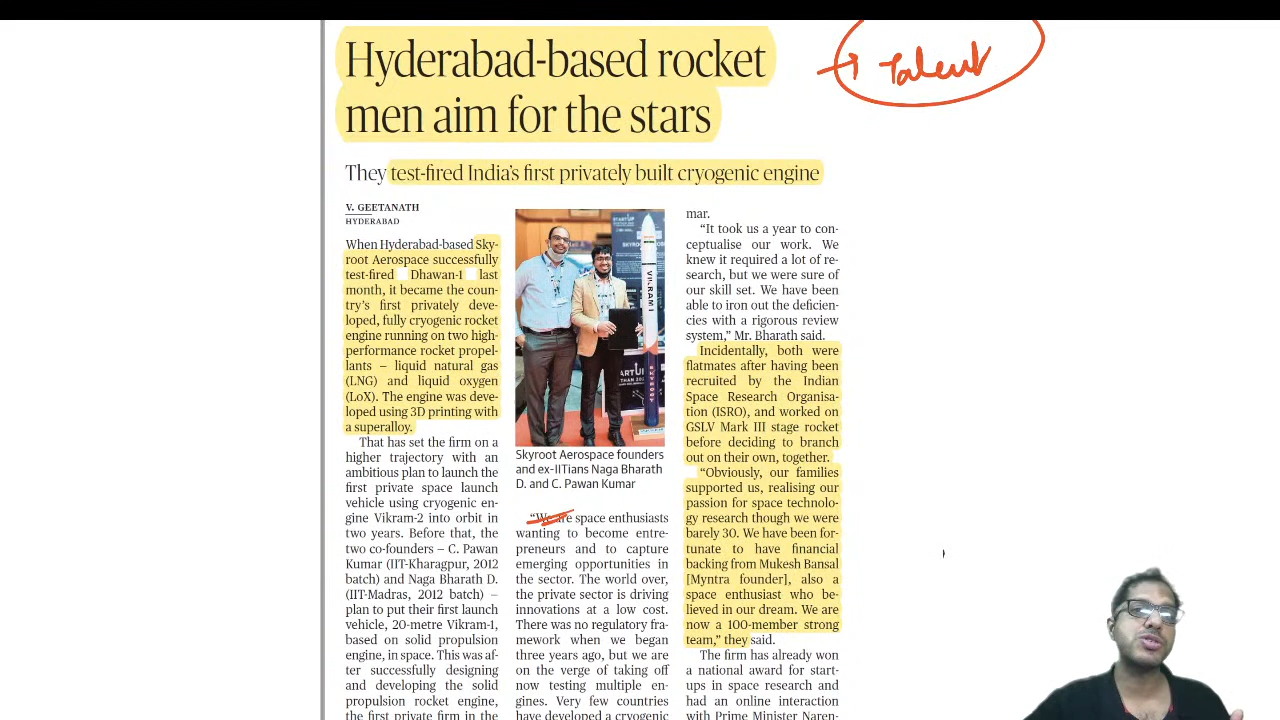 Hyderabad-based rocket
men aim for the stars
Talent
They test-fired India's first privately built cryogenic engine
V. GEETANATH
HYDERABAD
When Hyderabad-based Sky-
root Aerospace successfully
test-fired Dhawan-1 last
month, it became the coun-
try's first privately deve-
loped, fully cryogenic rocket
engine running on two high-
performance rocket propel-
lants – liquid natural gas
(LNG) and liquid oxygen
(LoX). The engine was deve-
loped using 3D printing with
a superalloy.
That has set the firm on a
higher trajectory with an
ambitious plan to launch the
first private space launch
vehicle using cryogenic en-
gine Vikram-2 into orbit in
two years. Before that, the
two co-founders – C. Pawan
Kumar (IIT-Kharagpur, 2012
batch) and Naga Bharath D.
(IIT-Madras, 2012 batch) –
plan to put their first launch
vehicle, 20-metre Vikram-1,
based on solid propulsion
engine, in space. This was af-
ter successfully designing
and developing the solid
propulsion rocket engine,
the first private firm in the
VIKRAM I
SKYROOT
Skyroot Aerospace founders
and ex-IITians Naga Bharath
D. and C. Pawan Kumar
“We are space enthusiasts
wanting to become entre-
preneurs and to capture
emerging opportunities in
the sector. The world over,
the private sector is driving
innovations at a low cost.
There was no regulatory fra-
mework when we began
three years ago, but we are
on the verge of taking off
now testing multiple en-
gines. Very few countries
have developed a cryogenic
mar.
“It took us a year to con-
ceptualise our work. We
knew it required a lot of re-
search, but we were sure of
our skill set. We have been
able to iron out the deficien-
cies with a rigorous review
system,” Mr. Bharath said.
Incidentally, both were
flatmates after having been
recruited by the Indian
Space Research Organisa-
tion (ISRO), and worked on
GSLV Mark III stage rocket
before deciding to branch
out on their own, together.
“Obviously, our families
supported us, realising our
passion for space technolo-
gy research though we were
barely 30. We have been for-
tunate to have financial
backing from Mukesh Bansal
[Myntra founder], also a
space enthusiast who be-
lieved in our dream. We are
now a 100-member strong
team,” they said.
The firm has already won
a national award for start-
ups in space research and
had an online interaction
with Prime Minister Naren-